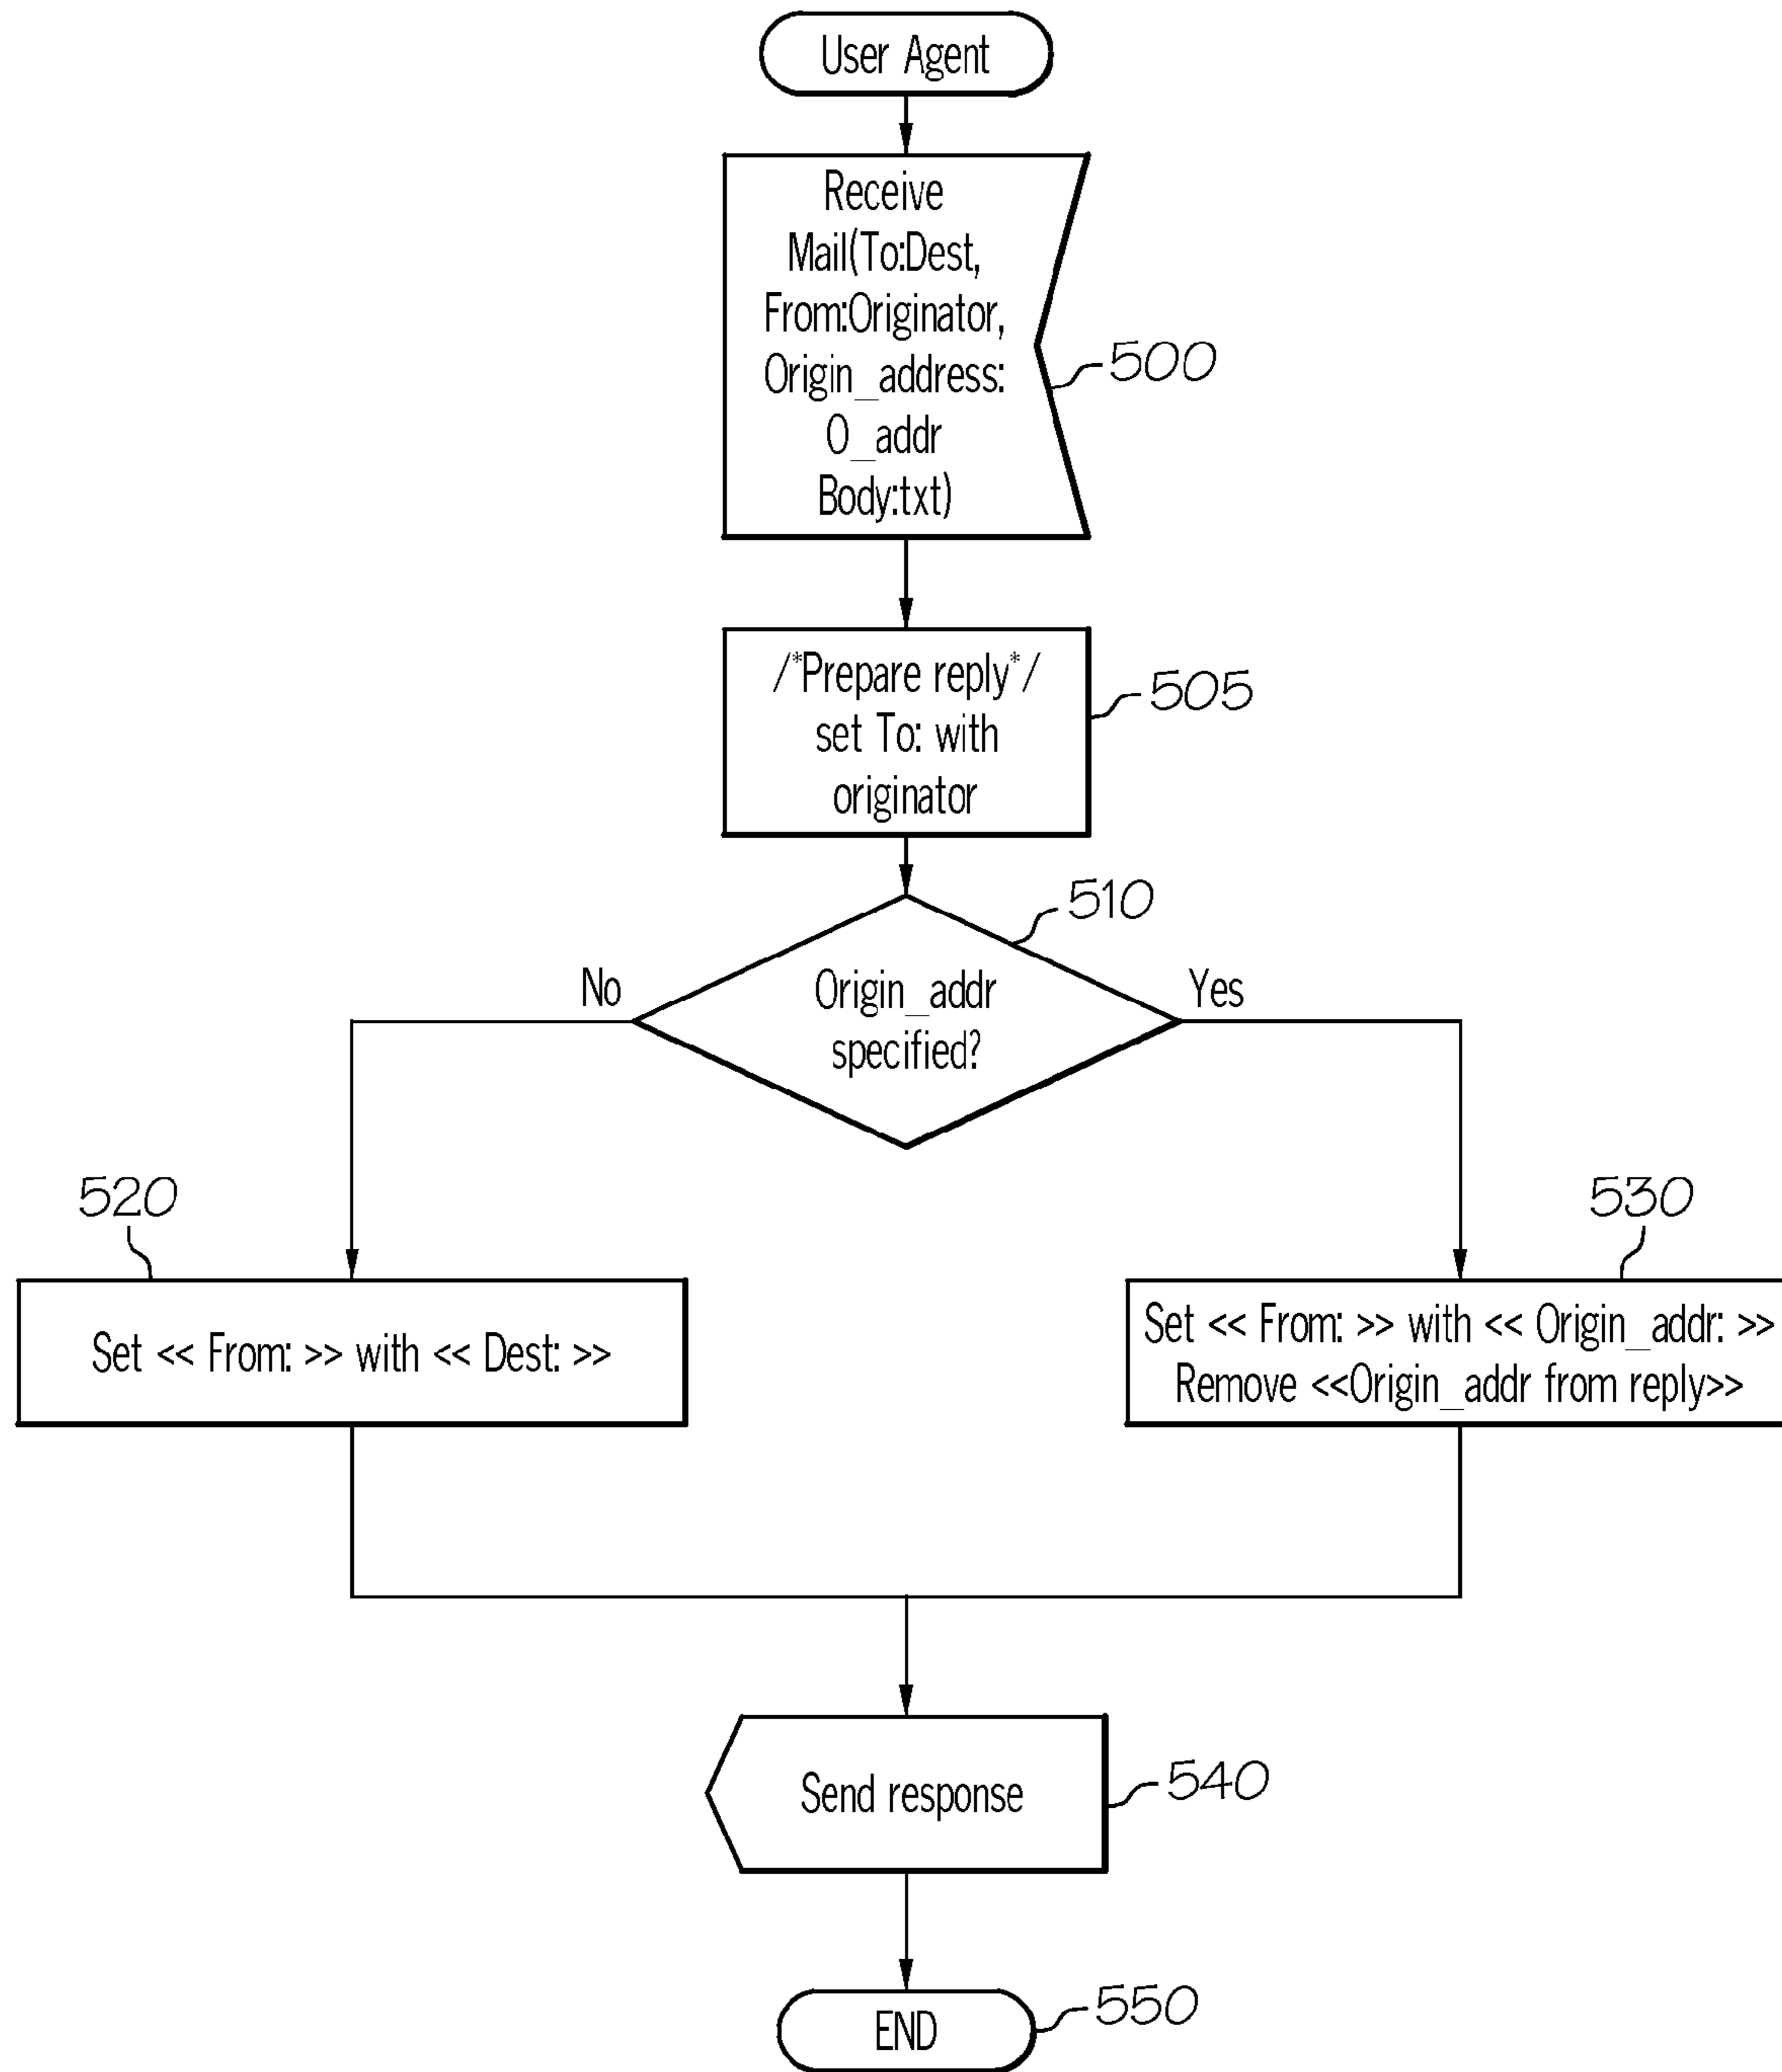 User Agent
Receive
Mail(To:Dest,
From:Originator,
Origin_address:
O_addr
Body:txt)
500
/*Prepare reply*/
set To: with
originator
505
510
Origin_addr
specified?
No
Yes
520
Set << From: >> with << Dest: >>
530
Set << From: >> with << Origin_addr: >>
Remove <<Origin_addr from reply>>
Send response
540
END
550